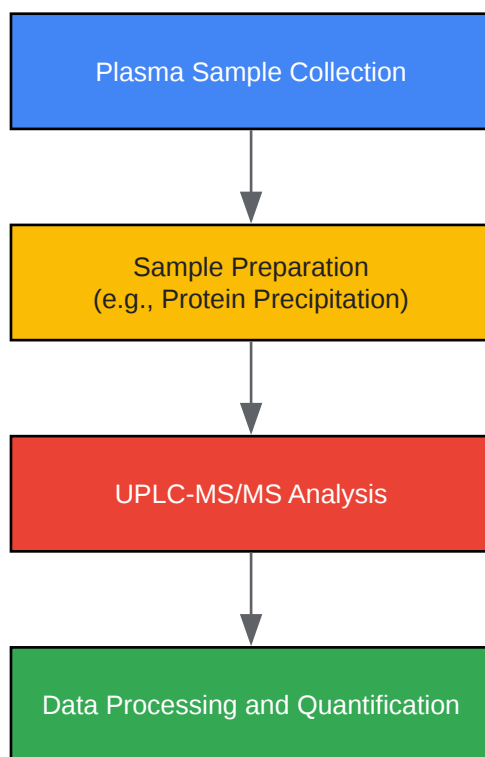 Plasma Sample Collection
Sample Preparation
(e.g., Protein Precipitation)
UPLC-MS/MS Analysis
Data Processing and Quantification